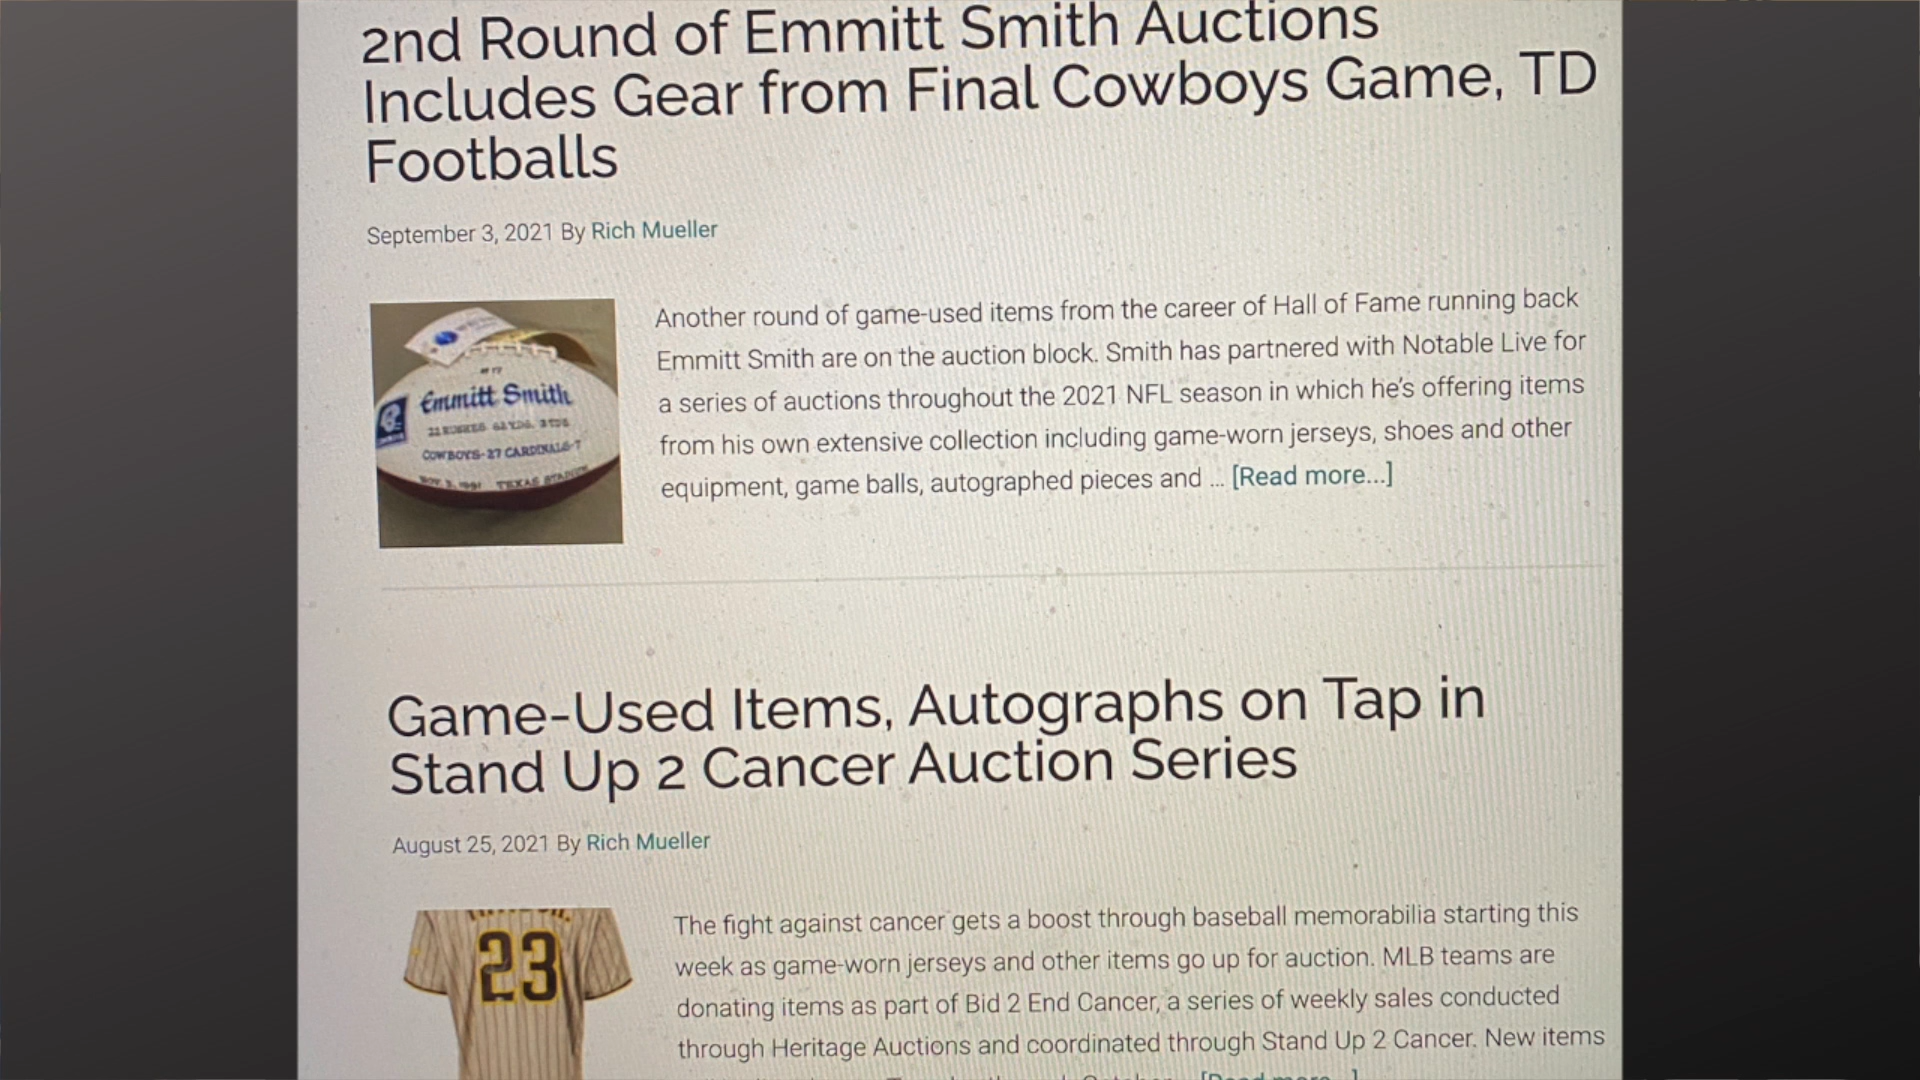 2nd Round of Emmitt Smith Auctions
Includes Gear from Final Cowboys Game, TD
Footballs
September 3, 2021 By Rich Mueller
Another round of game-used items from the career of Hall of Fame running back
Emmitt Smith are on the auction block. Smith has partnered with Notable Live for
a series of auctions throughout the 2021 NFL season in which he's offering items
from his own extensive collection including game-worn jerseys, shoes and other
equipment, game balls, autographed pieces and ... [Read more...]
Emmitt Smith
COWBOYS-27 CARDINALS-7
TEXAS STADIUM
Game-Used Items, Autographs on Tap in
Stand Up 2 Cancer Auction Series
August 25, 2021 By Rich Mueller
23
The fight against cancer gets a boost through baseball memorabilia starting this
week as game-worn jerseys and other items go up for auction. MLB teams are
donating items as part of Bid 2 End Cancer, a series of weekly sales conducted
through Heritage Auctions and coordinated through Stand Up 2 Cancer. New items